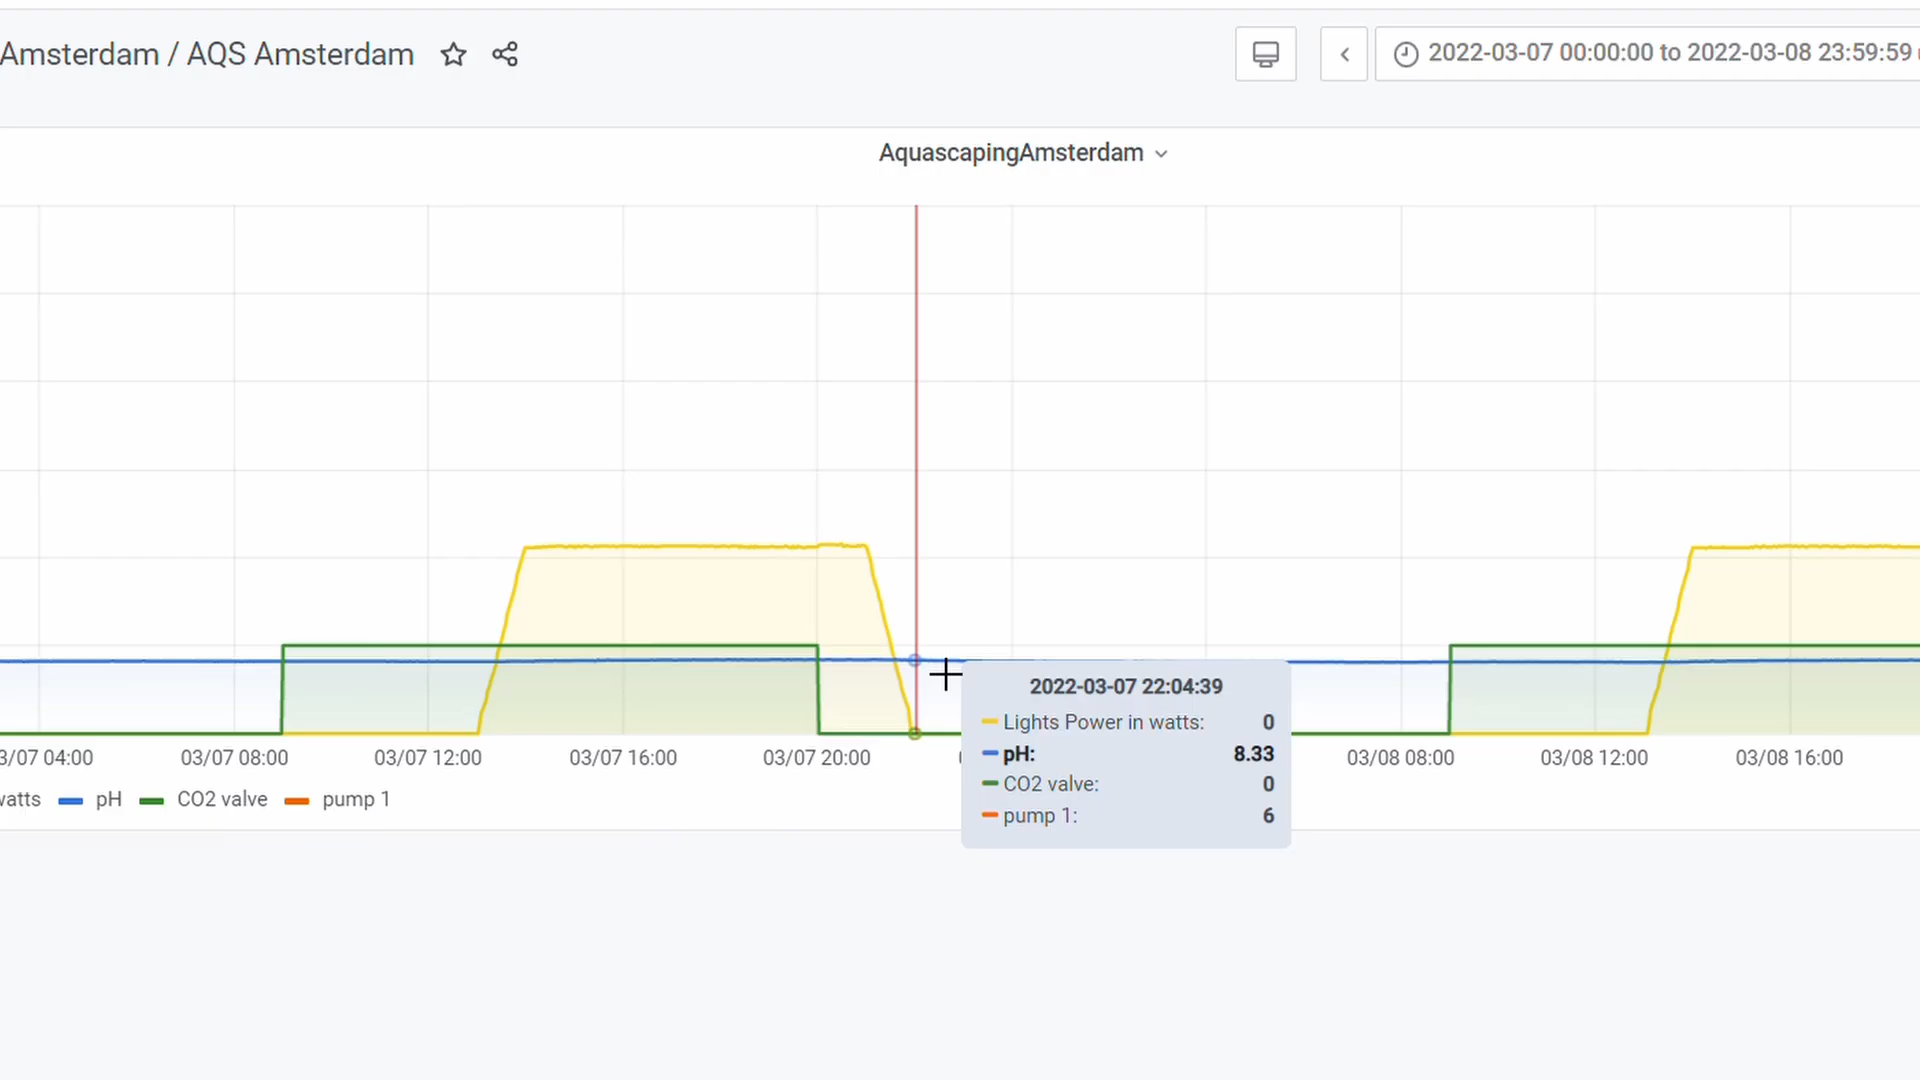 Amsterdam / AQS Amsterdam
2022-03-07 00:00:00 to 2022-03-08 23:59:59
AquascapingAmsterdam
2022-03-07 22:04:39
Lights Power in watts: 0
pH: 8.33
CO2 valve: 0
pump 1: 6
3/07 04:00 03/07 08:00 03/07 12:00 03/07 16:00 03/07 20:00 03/08 08:00 03/08 12:00 03/08 16:00
watts pH CO2 valve pump 1